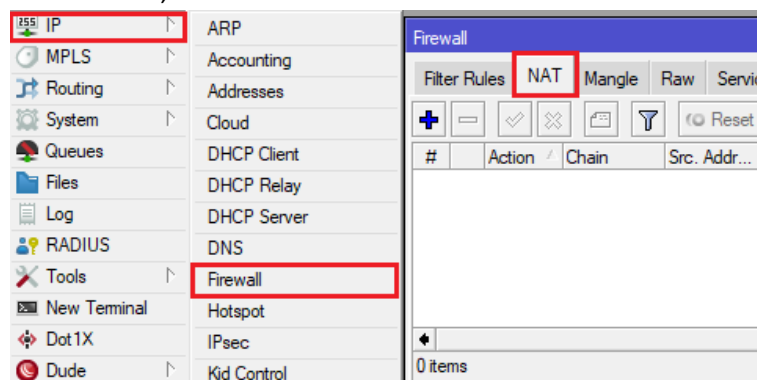 255 IP
MPLS
Routing
System
Queues
Files
Log
RADIUS
Tools
New Terminal
Dot1X
Dude
ARP
Accounting
Addresses
Cloud
DHCP Client
DHCP Relay
DHCP Server
DNS
Firewall
Hotspot
IPsec
Kid Control
Firewall
Filter Rules NAT Mangle Raw Servic
Reset
# Action Chain Src. Addr...
0 items